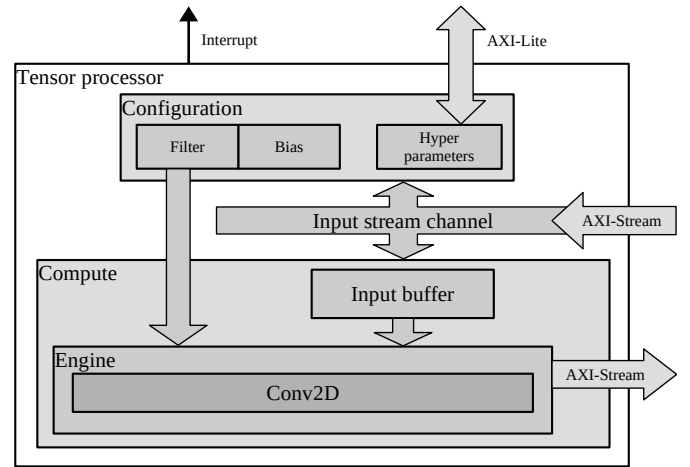 Interrupt
AXI-Lite
Tensor processor
Configuration
Filter
Bias
Hyper
parameters
Input stream channel
AXI-Stream
Compute
Input buffer
Engine
AXI-Stream
Conv2D